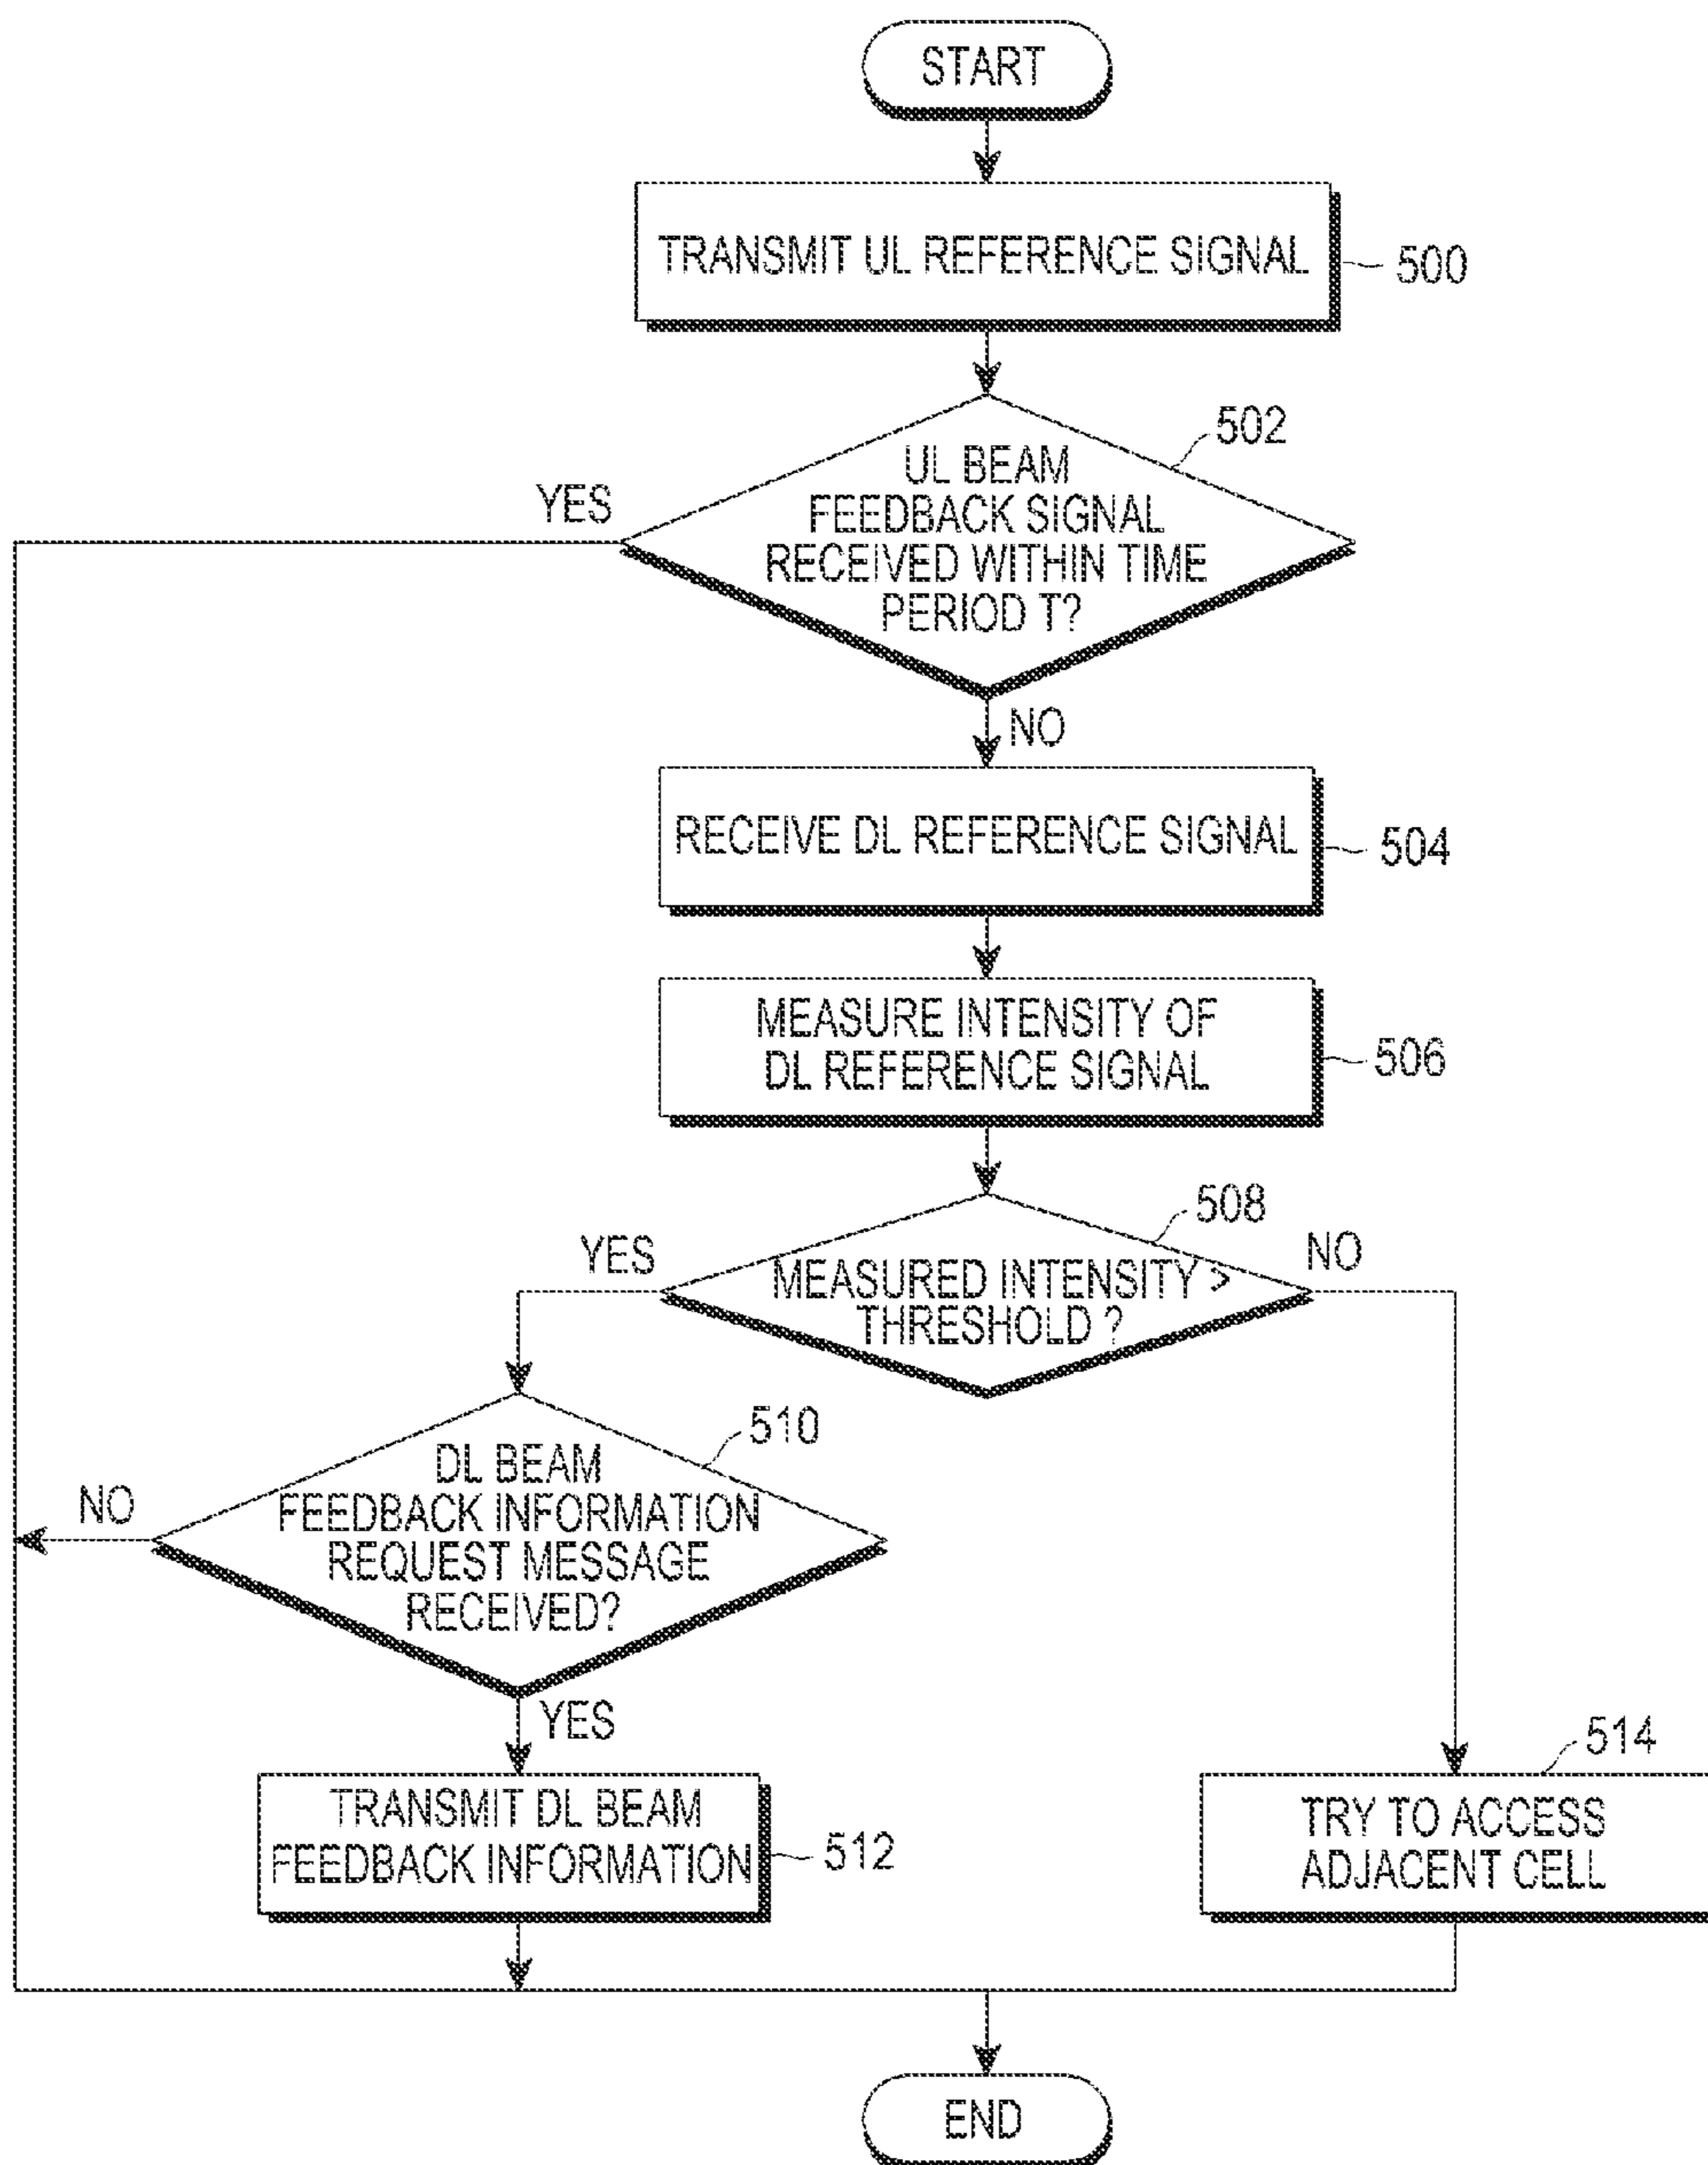 START
TRANSMIT UL REFERENCE SIGNAL
500
502
UL BEAM
FEEDBACK SIGNAL
RECEIVED WITHIN TIME
PERIOD T?
YES
NO
RECEIVE DL REFERENCE SIGNAL
504
MEASURE INTENSITY OF
DL REFERENCE SIGNAL
506
508
YES
MEASURED INTENSITY >
THRESHOLD ?
NO
510
DL BEAM
FEEDBACK INFORMATION
REQUEST MESSAGE
RECEIVED?
NO
YES
TRANSMIT DL BEAM
FEEDBACK INFORMATION
512
514
TRY TO ACCESS
ADJACENT CELL
END